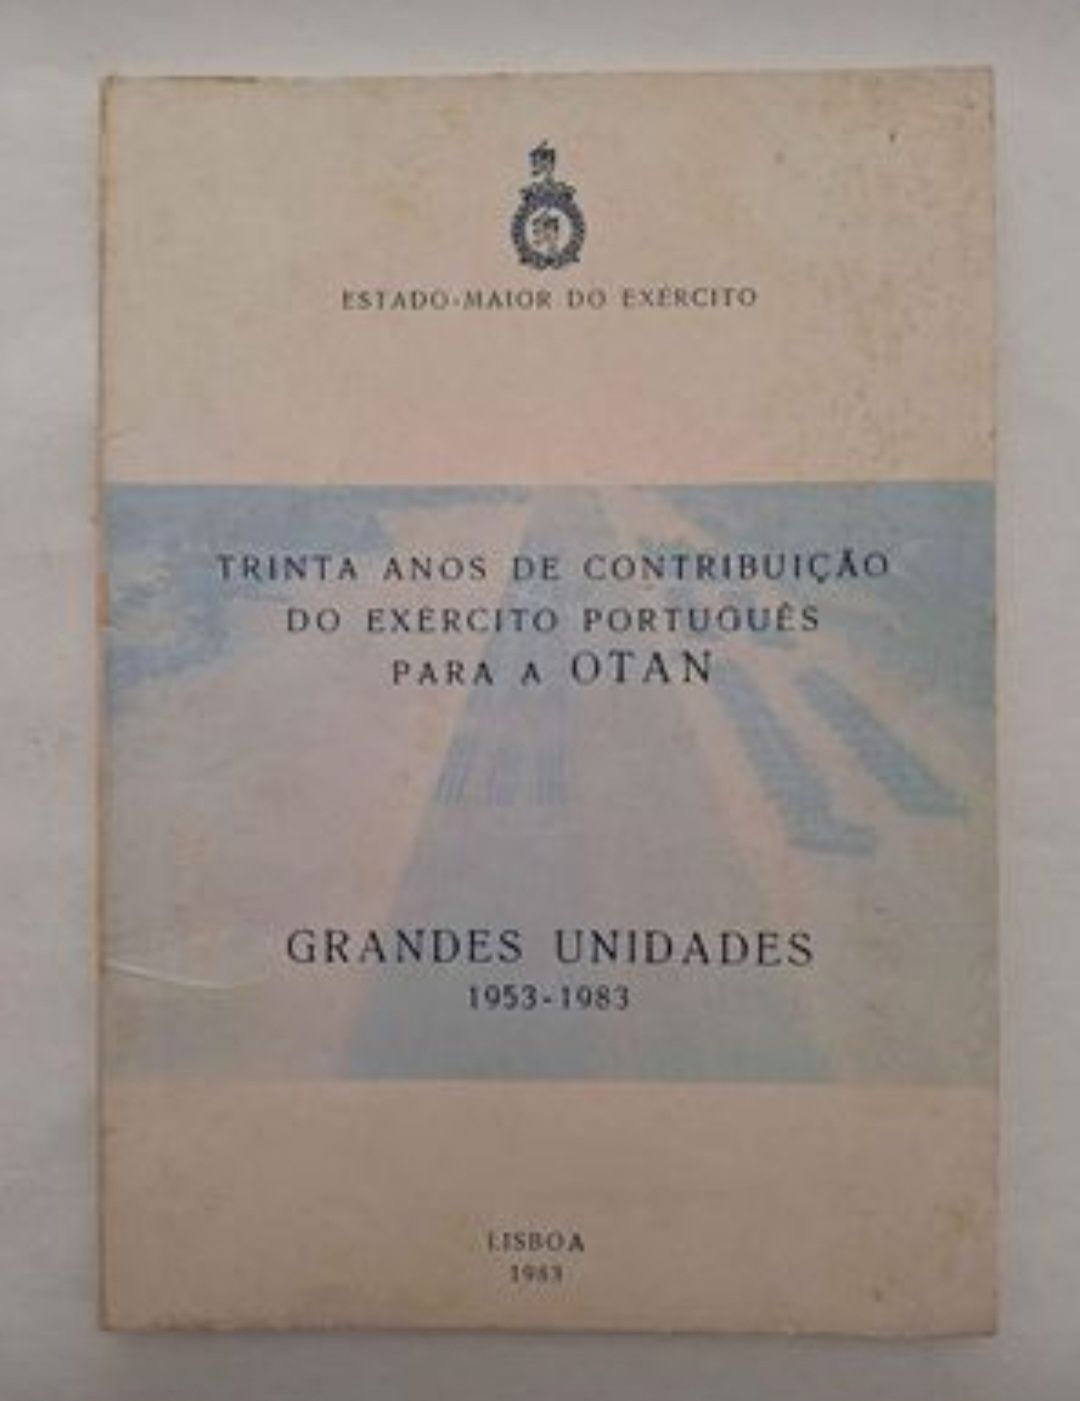 ESTADO-MAIOR DO EXÉRCITO
TRINTA ANOS DE CONTRIBUIÇÃO
DO EXÉRCITO PORTUGUÊS
PARA A OTAN
GRANDES UNIDADES
1953-1983
LISBOA
1983